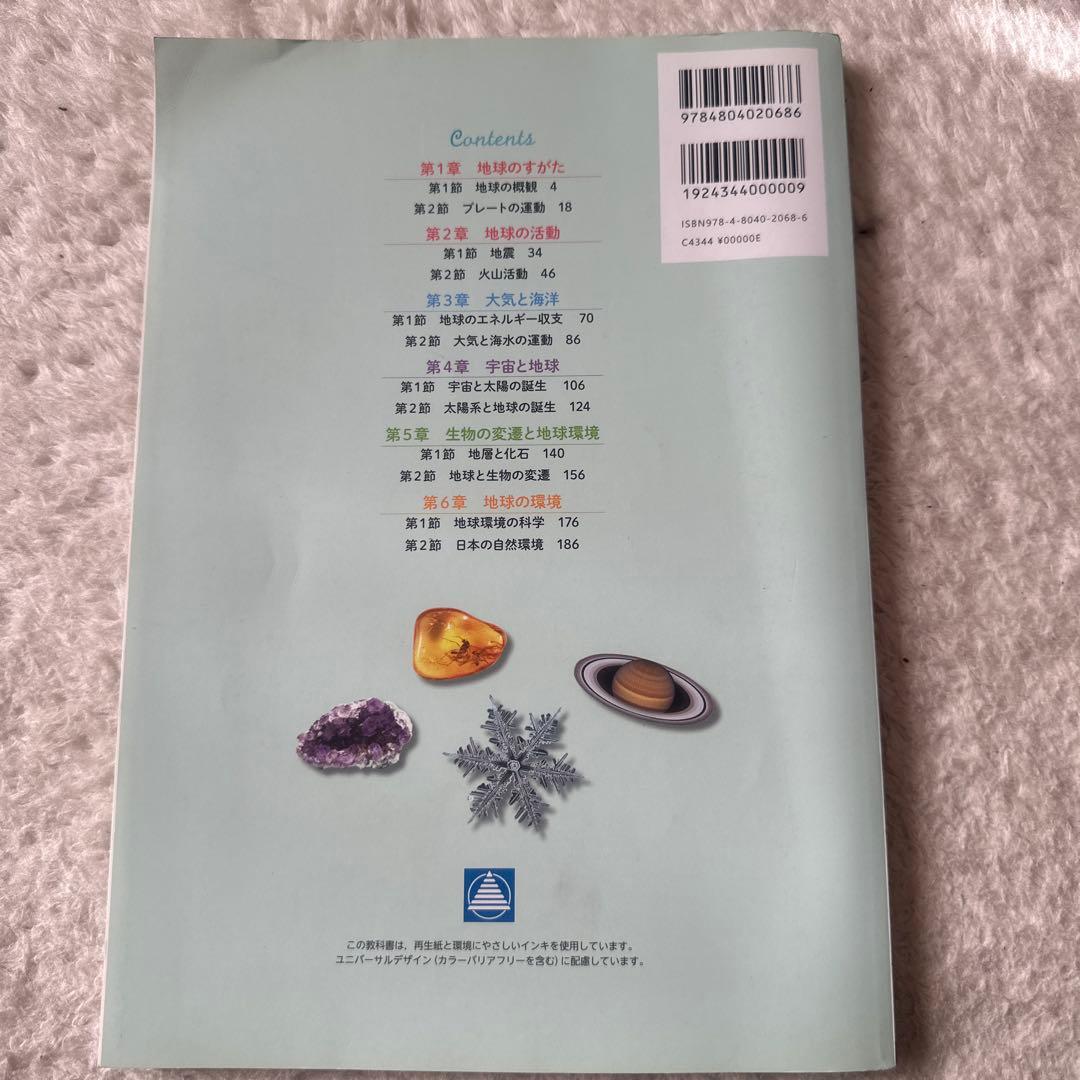 9784804020686
1924344000009
ISBN978-4-8040-2068-6
C4344 ¥00000E
Contents
第1章 地球のすがた
第1節 地球の概観 4
第2節 プレートの運動 18
第2章 地球の活動
第1節 地震 34
第2節 火山活動 46
第3章 大気と海洋
第1節 地球のエネルギー収支 70
第2節 大気と海水の運動 86
第4章 宇宙と地球
第1節 宇宙と太陽の誕生 106
第2節 太陽系と地球の誕生 124
第5章 生物の変遷と地球環境
第1節 地層と化石 140
第2節 地球と生物の変遷 156
第6章 地球の環境
第1節 地球環境の科学 176
第2節 日本の自然環境 186
この教科書は，再生紙と環境にやさしいインキを使用しています。
ユニバーサルデザイン（カラーバリアフリーを含む）に配慮しています。